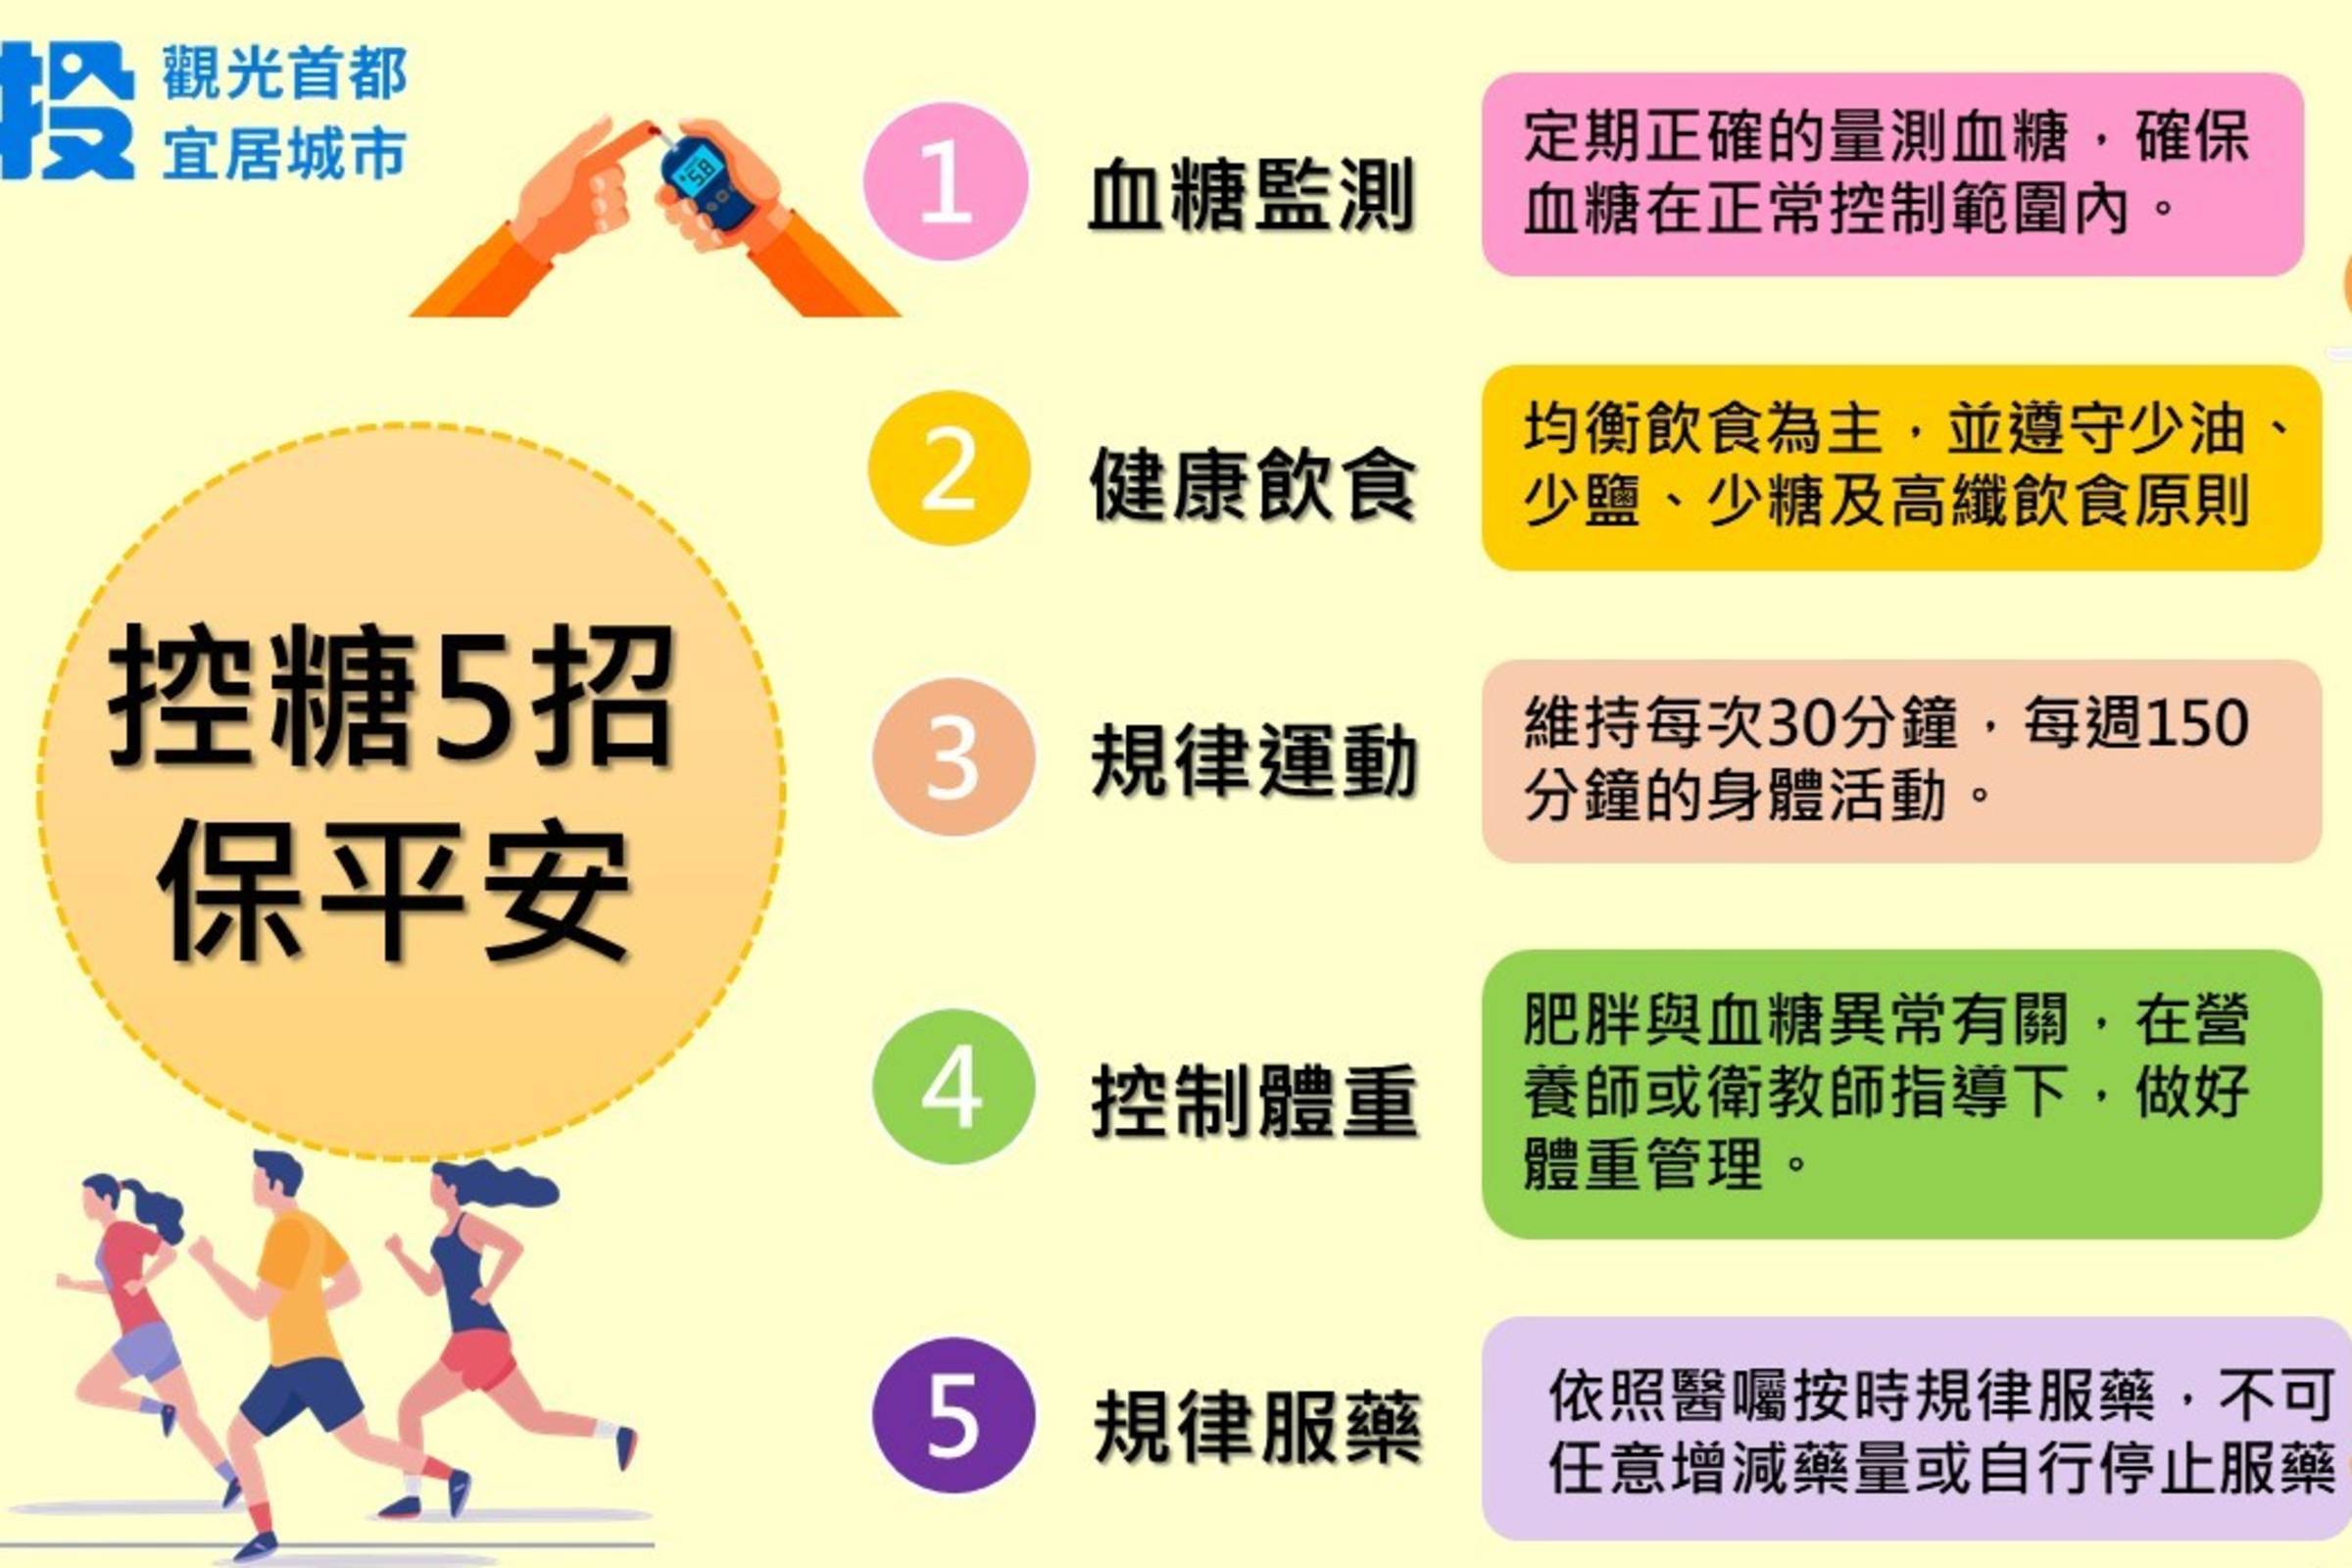 投
觀光首都
宜居城市
5.8
控糖5招
保平安
1
血糖監測
定期正確的量測血糖，確保
血糖在正常控制範圍內。
2
健康飲食
均衡飲食為主，並遵守少油、
少鹽、少糖及高纖飲食原則
3
規律運動
維持每次30分鐘，每週150
分鐘的身體活動。
4
控制體重
肥胖與血糖異常有關，在營
養師或衛教師指導下，做好
體重管理。
5
規律服藥
依照醫囑按時規律服藥，不可
任意增減藥量或自行停止服藥